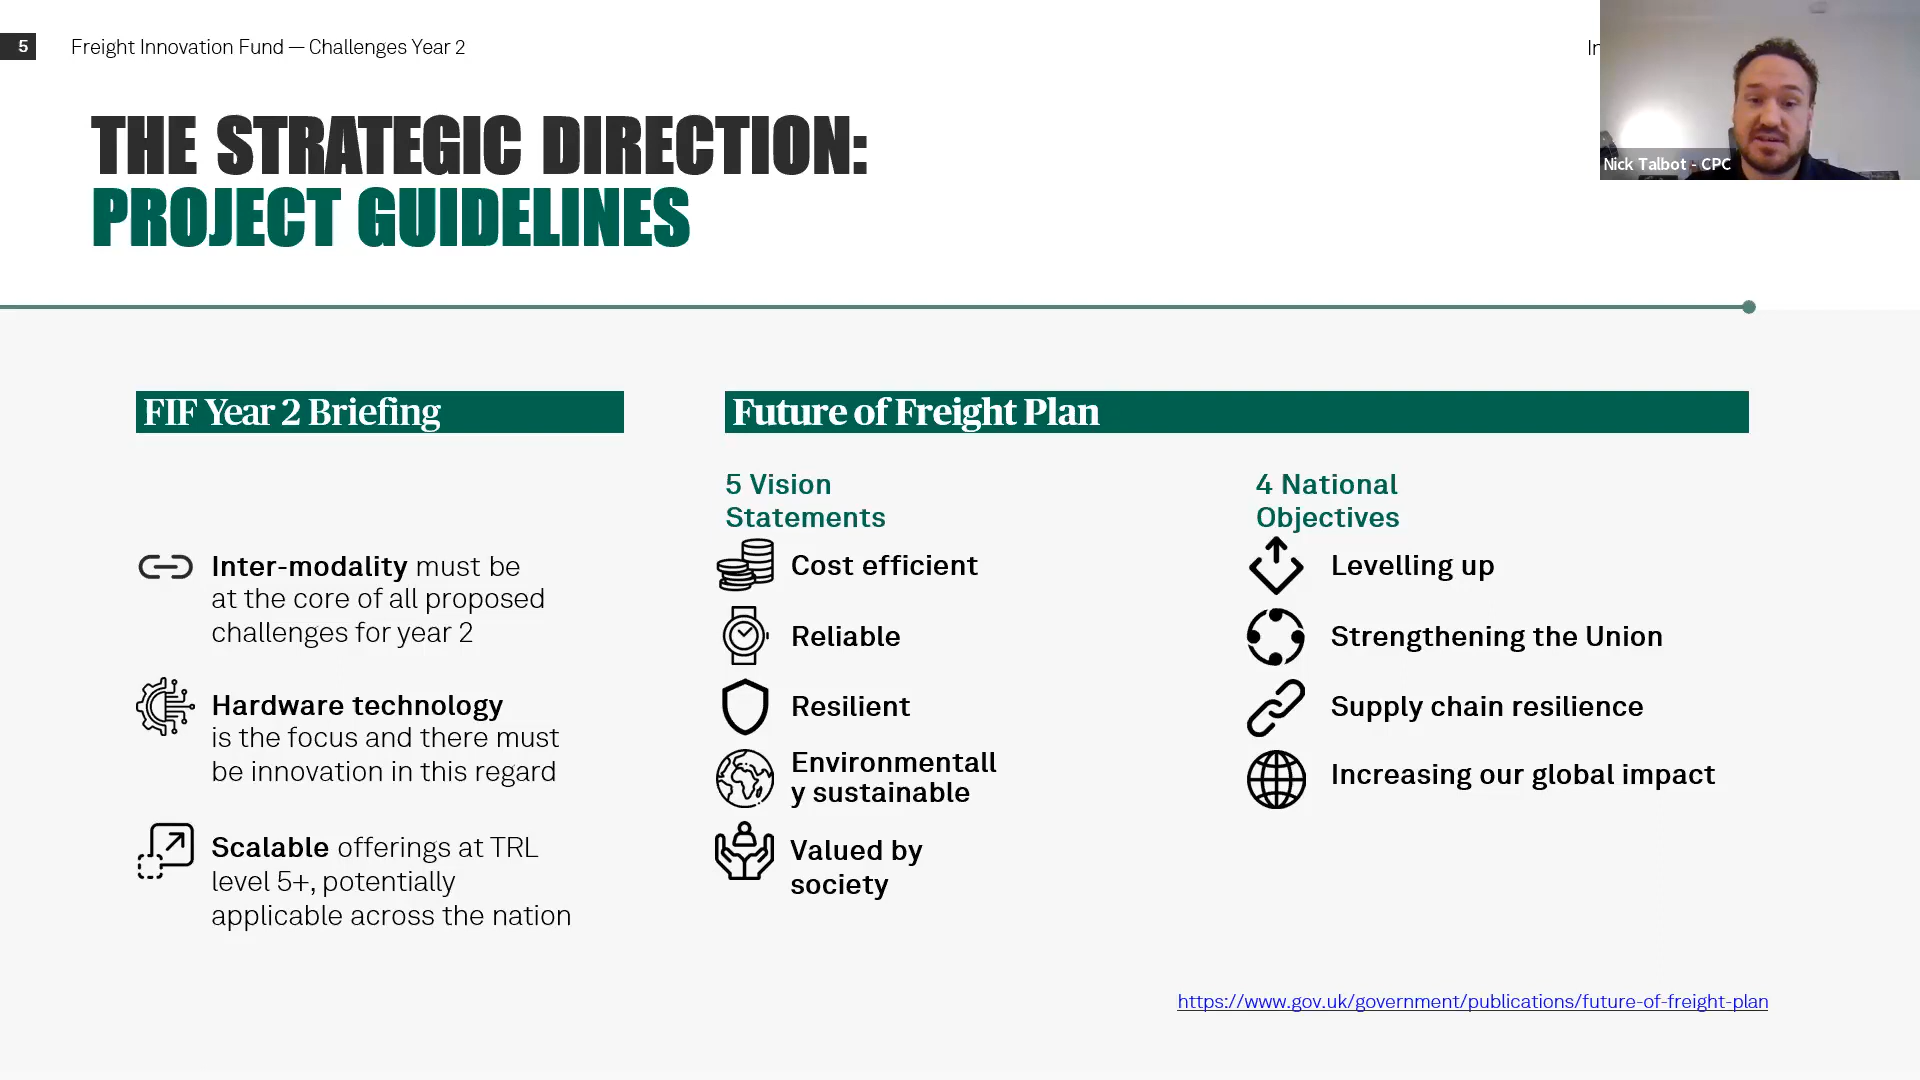 5
Freight Innovation Fund — Challenges Year 2
In
Nick Talbot - CPC
THE STRATEGIC DIRECTION:
PROJECT GUIDELINES
FIF Year 2 Briefing
Inter-modality must be
at the core of all proposed
challenges for year 2
Hardware technology
is the focus and there must
be innovation in this regard
Scalable offerings at TRL
level 5+, potentially
applicable across the nation
Future of Freight Plan
5 Vision
Statements
Cost efficient
Reliable
Resilient
Environmentall
y sustainable
Valued by
society
4 National
Objectives
Levelling up
Strengthening the Union
Supply chain resilience
Increasing our global impact
https://www.gov.uk/government/publications/future-of-freight-plan